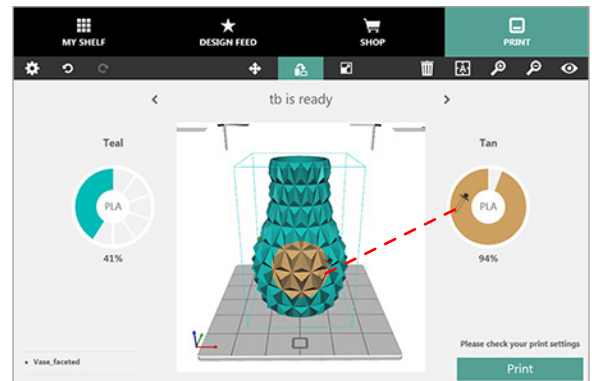 MY SHELF
DESIGN FEED
SHOP
PRINT
A
tb is ready
Teal
PLA
41%
Tan
PLA
94%
Please check your print settings
• Vase_faceted
Print